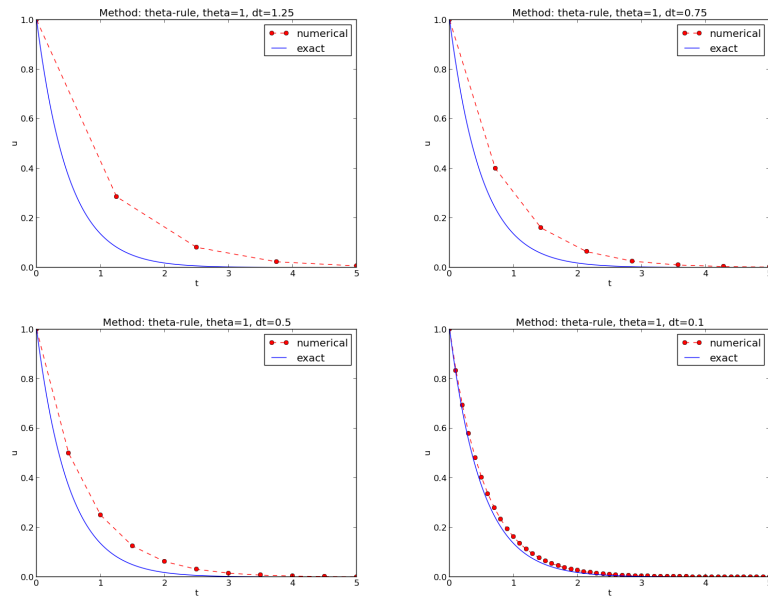 Method: theta-rule, theta=1, dt=1.25
numerical
exact
1.0
0.8
0.6
0.4
0.2
0.0
u
0 1 2 3 4 5
t
Method: theta-rule, theta=1, dt=0.75
numerical
exact
1.0
0.8
0.6
0.4
0.2
0.0
u
0 1 2 3 4 5
t
Method: theta-rule, theta=1, dt=0.5
numerical
exact
1.0
0.8
0.6
0.4
0.2
0.0
u
0 1 2 3 4 5
t
Method: theta-rule, theta=1, dt=0.1
numerical
exact
1.0
0.8
0.6
0.4
0.2
0.0
u
0 1 2 3 4 5
t